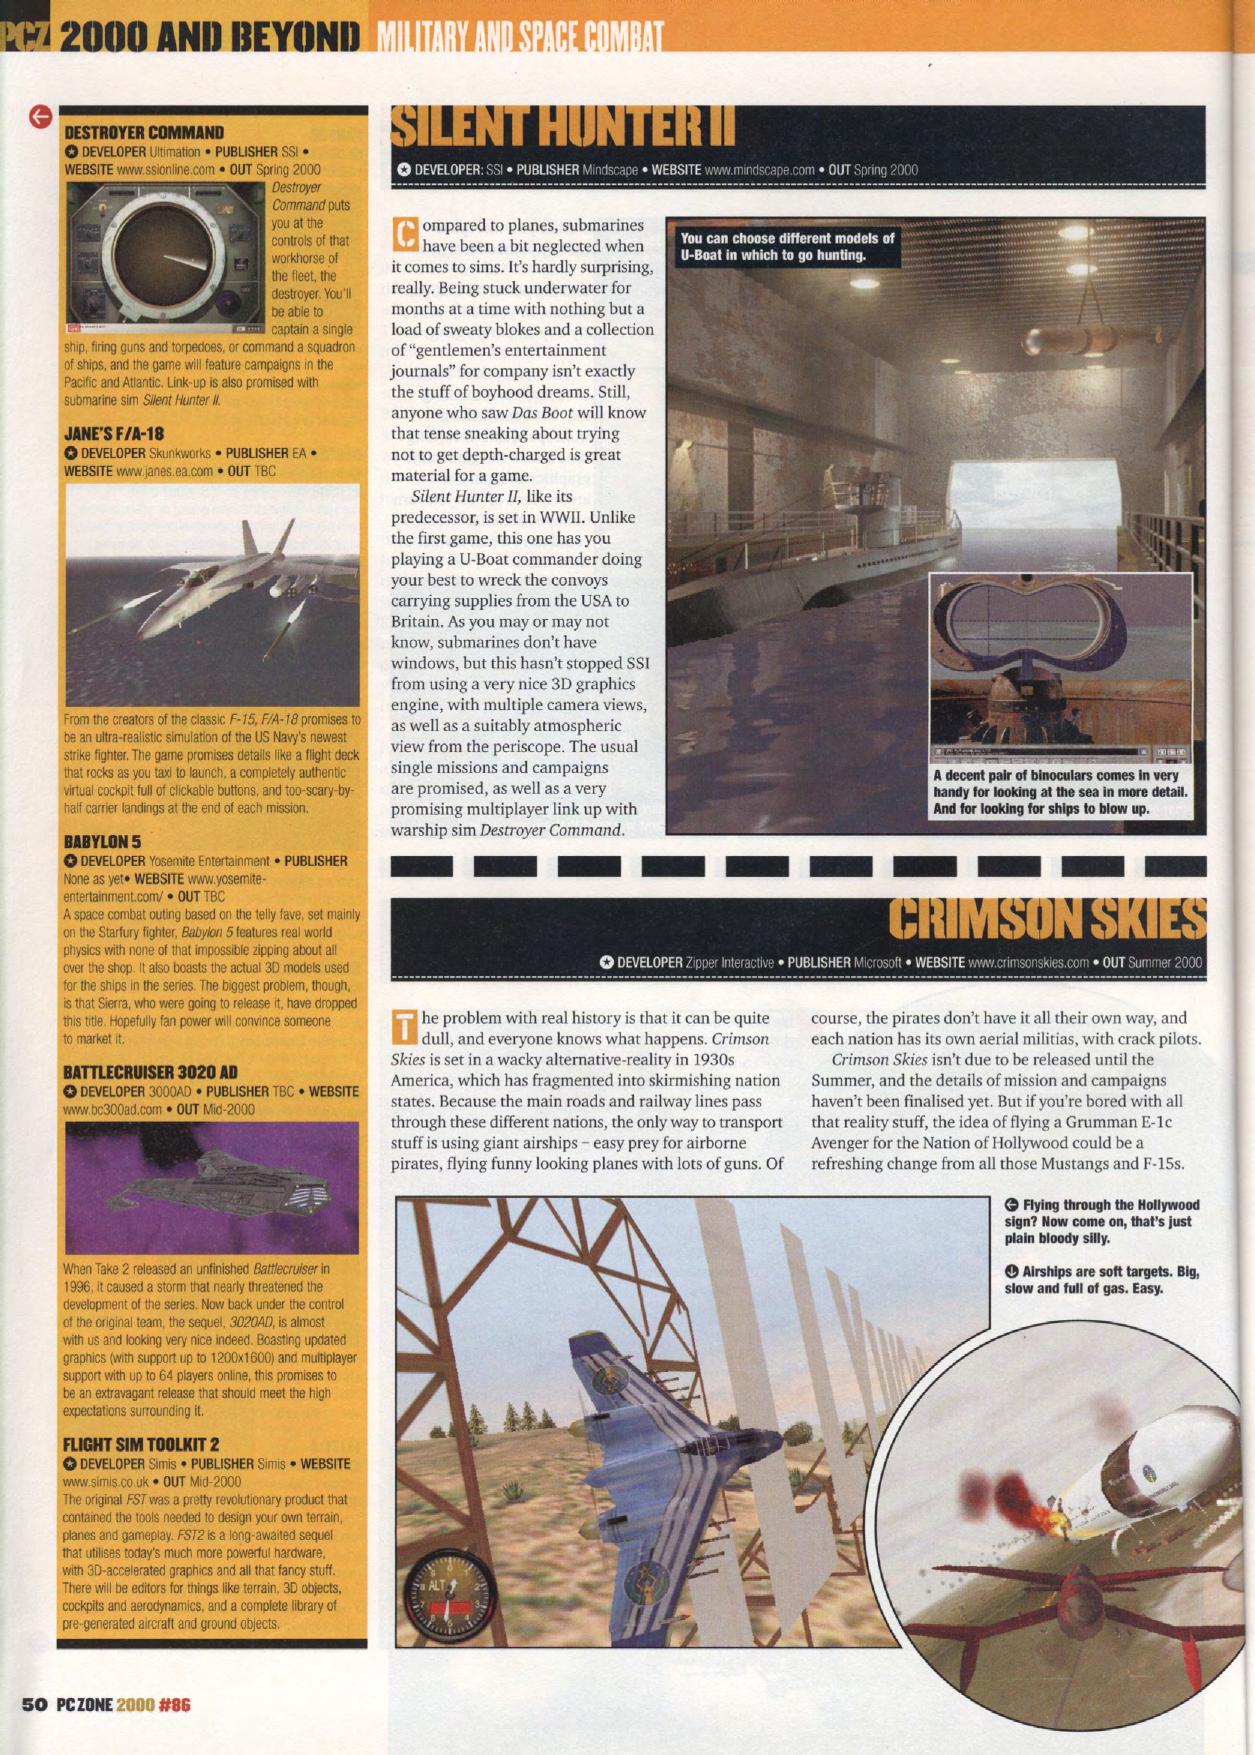 PCZ 2000 AND BEYOND MILITARY AND SPACE COMBAT
DESTROYER COMMAND
DEVELOPER Ultimation • PUBLISHER SSI •
WEBSITE www.ssionline.com • OUT Spring 2000
Destroyer
Command puts
you at the
controls of that
workhorse of
the fleet, the
destroyer. You'll
be able to
captain a single
ship, firing guns and torpedoes, or command a squadron
of ships, and the game will feature campaigns in the
Pacific and Atlantic. Link-up is also promised with
submarine sim Silent Hunter II.
JANE'S F/A-18
DEVELOPER Skunkworks • PUBLISHER EA •
WEBSITE www.janes.ea.com • OUT TBC
From the creators of the classic F-15, F/A-18 promises to
be an ultra-realistic simulation of the US Navy's newest
strike fighter. The game promises details like a flight deck
that rocks as you taxi to launch, a completely authentic
virtual cockpit full of clickable buttons, and too-scary-by-
half carrier landings at the end of each mission.
BABYLON 5
DEVELOPER Yosemite Entertainment • PUBLISHER
None as yet• WEBSITE www.yosemite-
entertainment.com/ • OUT TBC
A space combat outing based on the telly fave, set mainly
on the Starfury fighter, Babylon 5 features real world
physics with none of that impossible zipping about all
over the shop. It also boasts the actual 3D models used
for the ships in the series. The biggest problem, though,
is that Sierra, who were going to release it, have dropped
this title. Hopefully fan power will convince someone
to market it.
BATTLECRUISER 3020 AD
DEVELOPER 3000AD • PUBLISHER TBC • WEBSITE
www.bc300ad.com • OUT Mid-2000
When Take 2 released an unfinished Battlecruiser in
1996, it caused a storm that nearly threatened the
development of the series. Now back under the control
of the original team, the sequel, 3020AD, is almost
with us and looking very nice indeed. Boasting updated
graphics (with support up to 1200x1600) and multiplayer
support with up to 64 players online, this promises to
be an extravagant release that should meet the high
expectations surrounding it.
FLIGHT SIM TOOLKIT 2
DEVELOPER Simis • PUBLISHER Simis • WEBSITE
www.simis.co.uk • OUT Mid-2000
The original FST was a pretty revolutionary product that
contained the tools needed to design your own terrain,
planes and gameplay. FST2 is a long-awaited sequel
that utilises today's much more powerful hardware,
with 3D-accelerated graphics and all that fancy stuff.
There will be editors for things like terrain, 3D objects,
cockpits and aerodynamics, and a complete library of
pre-generated aircraft and ground objects.
SILENT HUNTER II
DEVELOPER: SSI • PUBLISHER Mindscape • WEBSITE www.mindscape.com • OUT Spring 2000
Compared to planes, submarines
have been a bit neglected when
it comes to sims. It's hardly surprising,
really. Being stuck underwater for
months at a time with nothing but a
load of sweaty blokes and a collection
of "gentlemen's entertainment
journals" for company isn't exactly
the stuff of boyhood dreams. Still,
anyone who saw Das Boot will know
that tense sneaking about trying
not to get depth-charged is great
material for a game.
Silent Hunter II, like its
predecessor, is set in WWII. Unlike
the first game, this one has you
playing a U-Boat commander doing
your best to wreck the convoys
carrying supplies from the USA to
Britain. As you may or may not
know, submarines don't have
windows, but this hasn't stopped SSI
from using a very nice 3D graphics
engine, with multiple camera views,
as well as a suitably atmospheric
view from the periscope. The usual
single missions and campaigns
are promised, as well as a very
promising multiplayer link up with
warship sim Destroyer Command.
You can choose different models of
U-Boat in which to go hunting.
A decent pair of binoculars comes in very
handy for looking at the sea in more detail.
And for looking for ships to blow up.
CRIMSON SKIES
DEVELOPER Zipper Interactive • PUBLISHER Microsoft • WEBSITE www.crimsonskies.com • OUT Summer 2000
The problem with real history is that it can be quite
dull, and everyone knows what happens. Crimson
Skies is set in a wacky alternative-reality in 1930s
America, which has fragmented into skirmishing nation
states. Because the main roads and railway lines pass
through these different nations, the only way to transport
stuff is using giant airships – easy prey for airborne
pirates, flying funny looking planes with lots of guns. Of
course, the pirates don't have it all their own way, and
each nation has its own aerial militias, with crack pilots.
Crimson Skies isn't due to be released until the
Summer, and the details of mission and campaigns
haven't been finalised yet. But if you're bored with all
that reality stuff, the idea of flying a Grumman E-1c
Avenger for the Nation of Hollywood could be a
refreshing change from all those Mustangs and F-15s.
Flying through the Hollywood
sign? Now come on, that's just
plain bloody silly.
Airships are soft targets. Big,
slow and full of gas. Easy.
ALT
50 PC ZONE 2000 #86